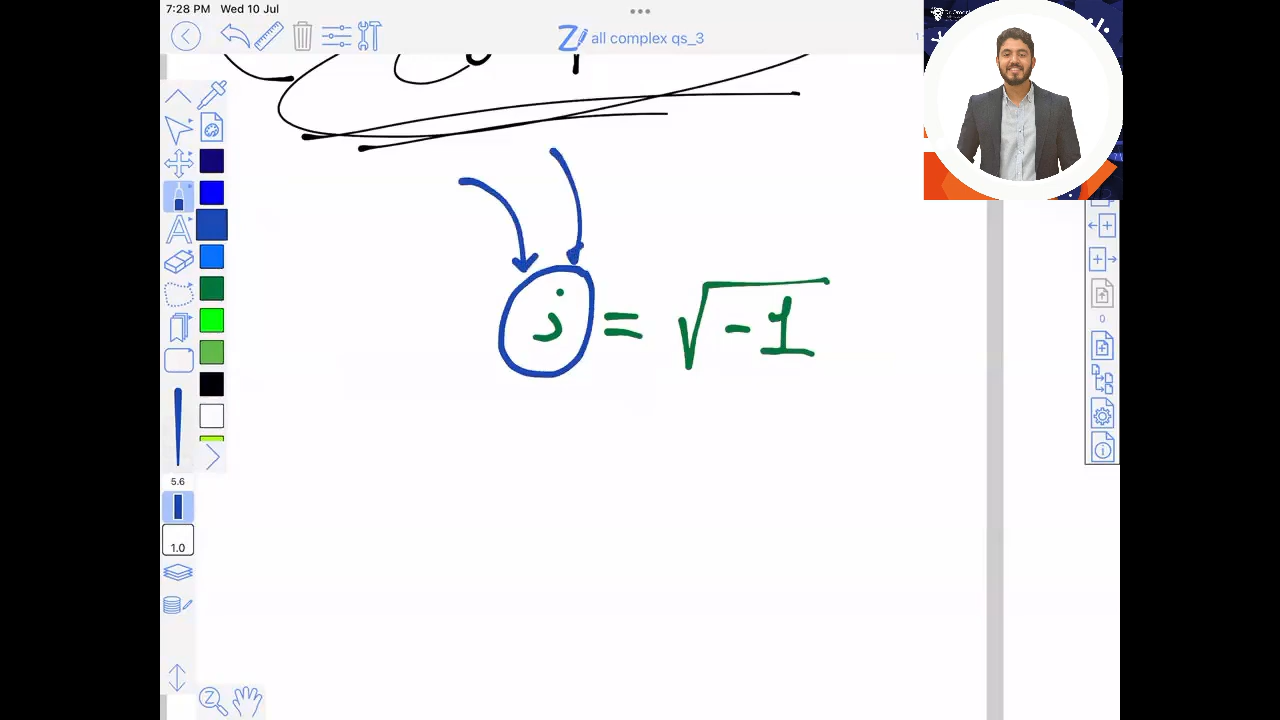 7:28 PM Wed 10 Jul
all complex qs_3
j = √-1
5.6
1.0
0